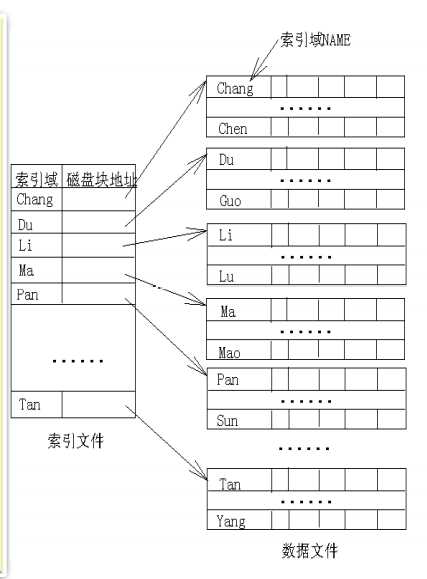 索引域NAME
Chang
......
Chen
Du
......
Guo
Li
......
Lu
Ma
......
Mao
Pan
......
Sun
......
Tan
......
Yang
数据文件
索引域 磁盘块地址
Chang
Du
Li
Ma
Pan
......
Tan
索引文件